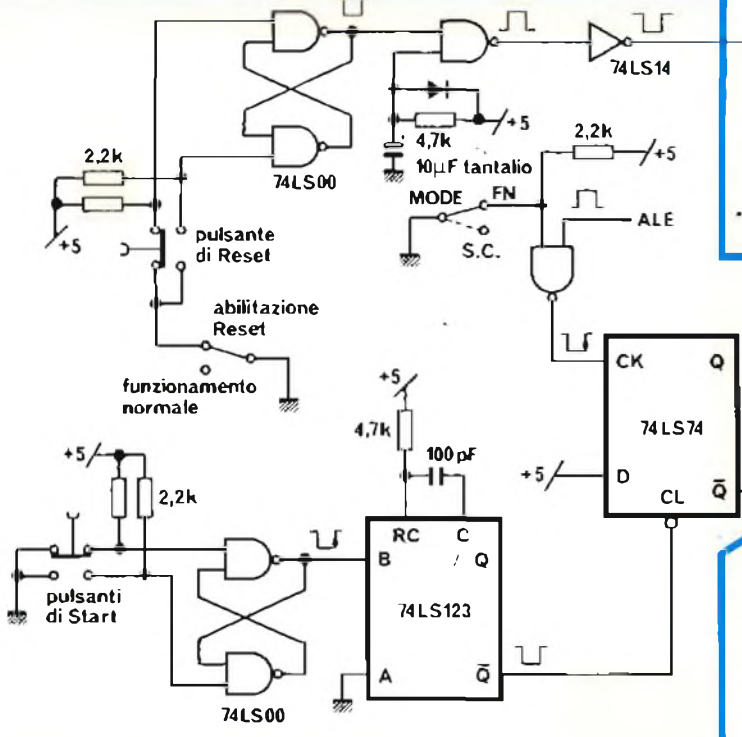 74LS14
4,7k
+5
10µF tantalio
2,2k
+5
74LS00
MODE
FN
S.C.
ALE
2,2k
+5
pulsante
di Reset
abilitazione
Reset
funzionamento
normale
CK
Q
74LS74
+5
D
CL
Q̅
+5
4,7k
100pF
+5
2,2k
RC
C
B
Q
74LS123
A
Q̅
pulsanti
di Start
74LS00